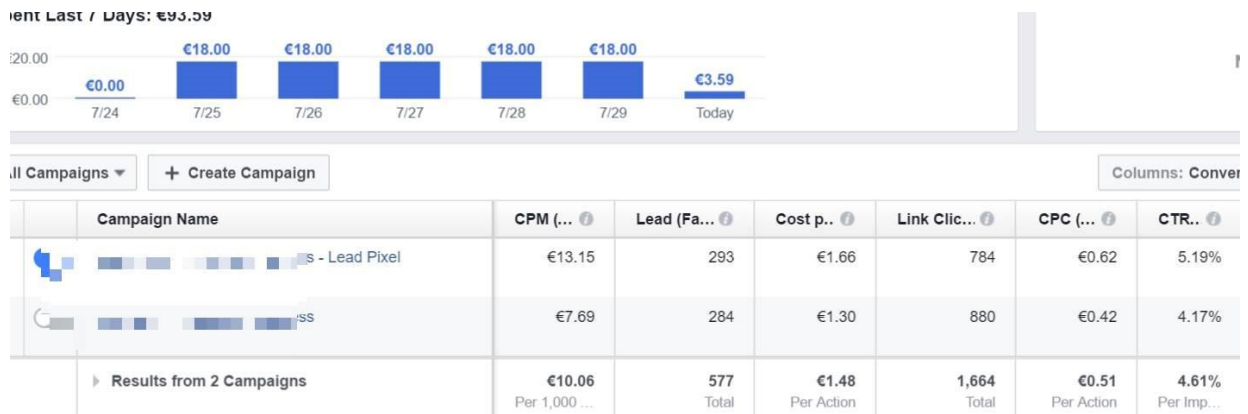 ent Last 7 Days: €93.59
€20.00
€0.00
€0.00
€18.00
€18.00
€18.00
€18.00
€18.00
€3.59
7/24
7/25
7/26
7/27
7/28
7/29
Today
ll Campaigns
+ Create Campaign
Columns: Conver
Campaign Name
CPM (...
Lead (Fa...
Cost p..
Link Clic...
CPC (...
CTR..
s - Lead Pixel
€13.15
293
€1.66
784
€0.62
5.19%
ss
€7.69
284
€1.30
880
€0.42
4.17%
Results from 2 Campaigns
€10.06
577
€1.48
1,664
€0.51
4.61%
Per 1,000 ...
Total
Per Action
Total
Per Action
Per Imp...